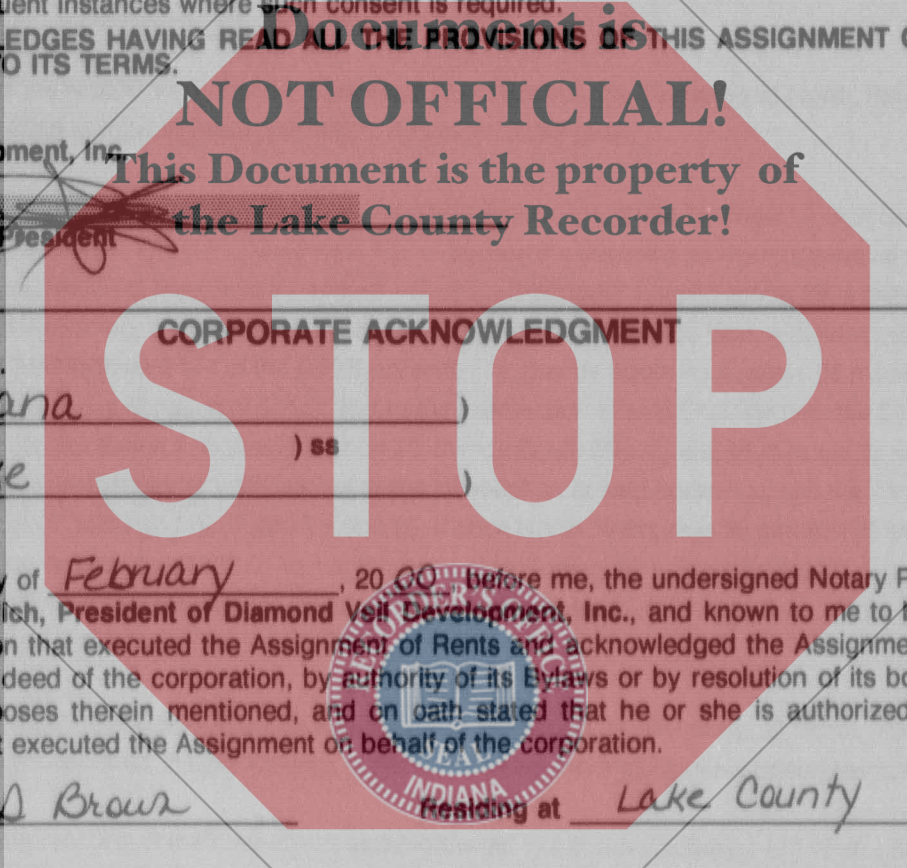 uent instances where such consent is required.
Document is
LEDGES HAVING READ ALL THE PROVISIONS OF THIS ASSIGNMENT
O ITS TERMS.
NOT OFFICIAL!
pment, Inc.
This Document is the property of
the Lake County Recorder!
President
STOP
CORPORATE ACKNOWLEDGMENT
ana )
) ss
ke )
y of February, 20 00 before me, the undersigned Notary P
ich, President of Diamond Veil Development, Inc., and known to me to
n that executed the Assignment of Rents and acknowledged the Assignme
deed of the corporation, by authority of its Bylaws or by resolution of its bo
oses therein mentioned, and on oath stated that he or she is authorized
t executed the Assignment on behalf of the corporation.
RECORDER'S OFFICE
SEAL
INDIANA
Brown Residing at Lake County